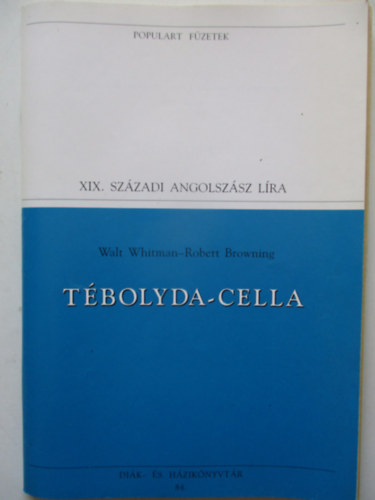 POPULART FÜZETEK
XIX. SZÁZADI ANGOLSZÁSZ LÍRA
Walt Whitman–Robert Browning
TÉBOLYDA-CELLA
DIÁK- ÉS HÁZIKÖNYVTÁR